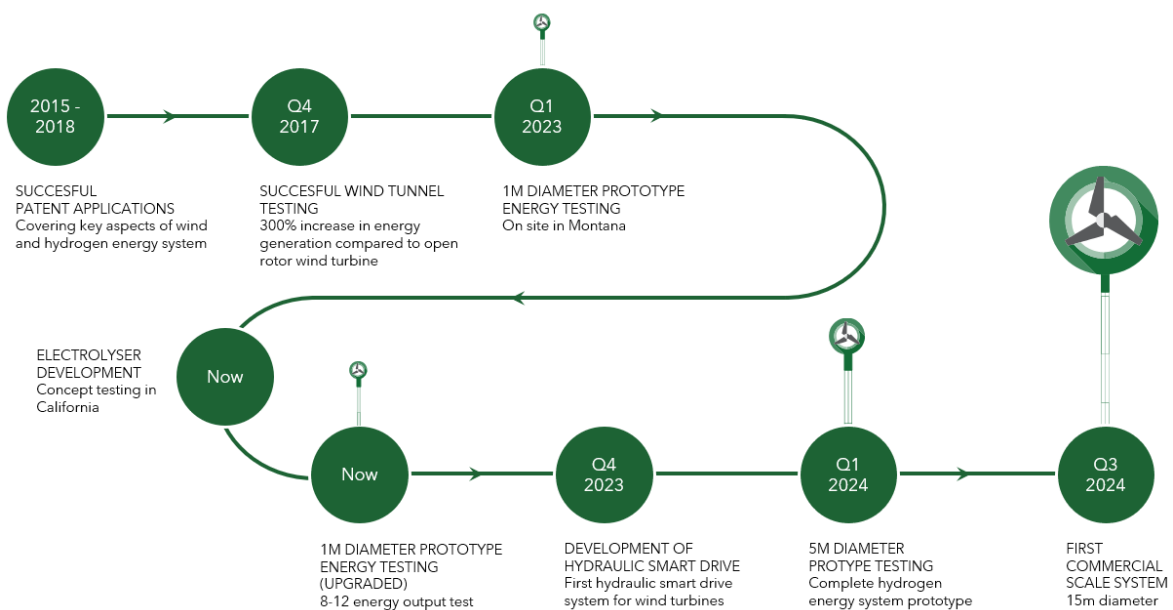 2015 -
2018
SUCCESFUL
PATENT APPLICATIONS
Covering key aspects of wind
and hydrogen energy system
Q4
2017
SUCCESFUL WIND TUNNEL
TESTING
300% increase in energy
generation compared to open
rotor wind turbine
Q1
2023
1M DIAMETER PROTOTYPE
ENERGY TESTING
On site in Montana
Now
ELECTROLYSER
DEVELOPMENT
Concept testing in
California
Now
1M DIAMETER PROTOTYPE
ENERGY TESTING
(UPGRADED)
8-12 energy output test
Q4
2023
DEVELOPMENT OF
HYDRAULIC SMART DRIVE
First hydraulic smart drive
system for wind turbines
Q1
2024
5M DIAMETER
PROTYPE TESTING
Complete hydrogen
energy system prototype
Q3
2024
FIRST
COMMERCIAL
SCALE SYSTEM
15m diameter